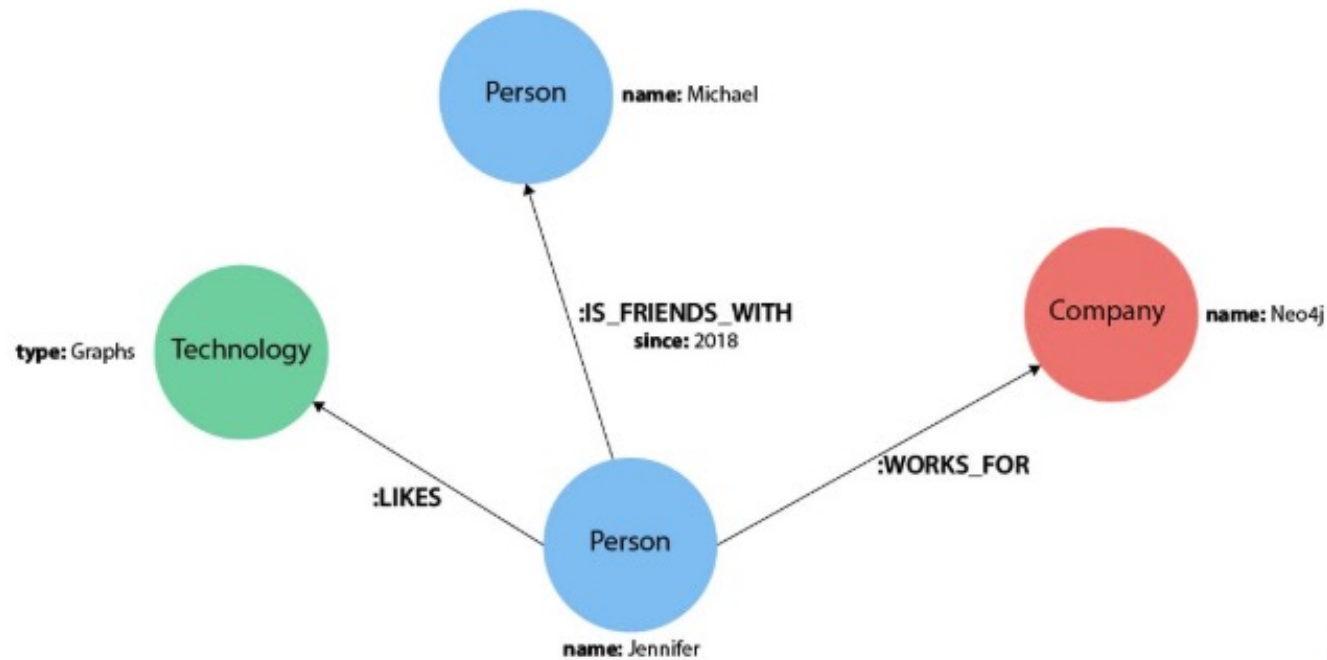 Person
name: Michael
:IS_FRIENDS_WITH
since: 2018
Company
name: Neo4j
type: Graphs
Technology
:WORKS_FOR
:LIKES
Person
name: Jennifer